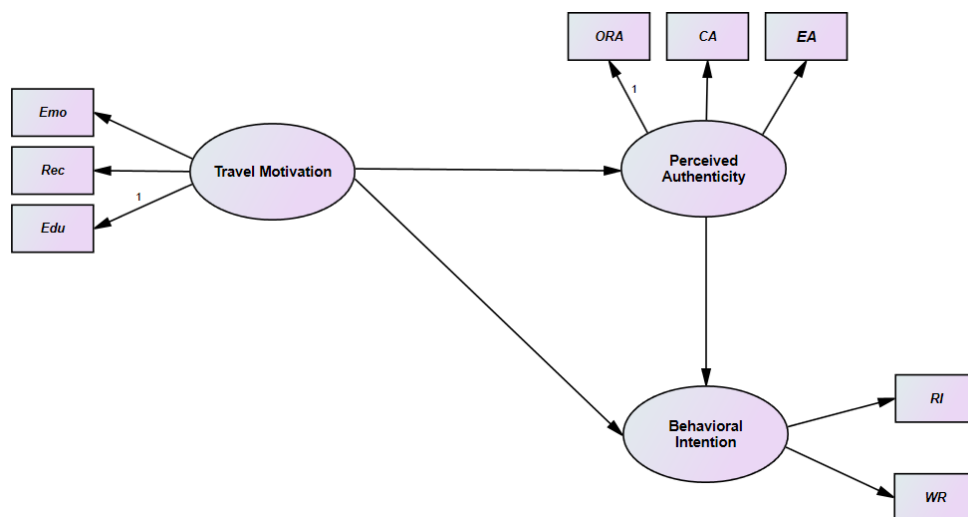 ORA
CA
EA
1
Emo
Rec
Edu
1
Travel Motivation
Perceived
Authenticity
Behavioral
Intention
RI
WR